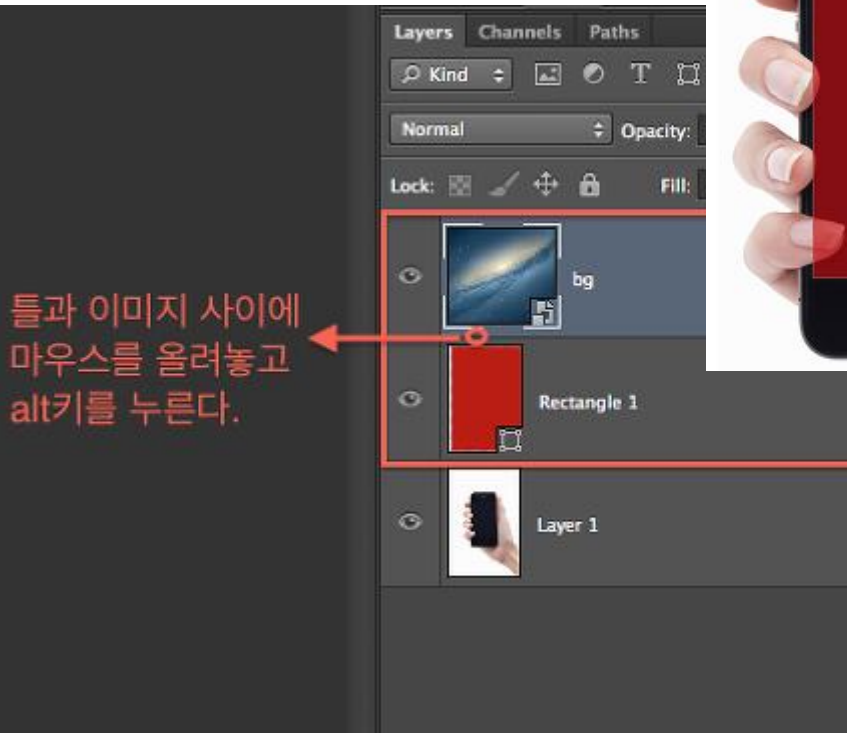 Layers Channels Paths
Kind T
Normal Opacity:
Lock: Fill:
bg
틀과 이미지 사이에
마우스를 올려놓고
alt키를 누른다.
Rectangle 1
Layer 1